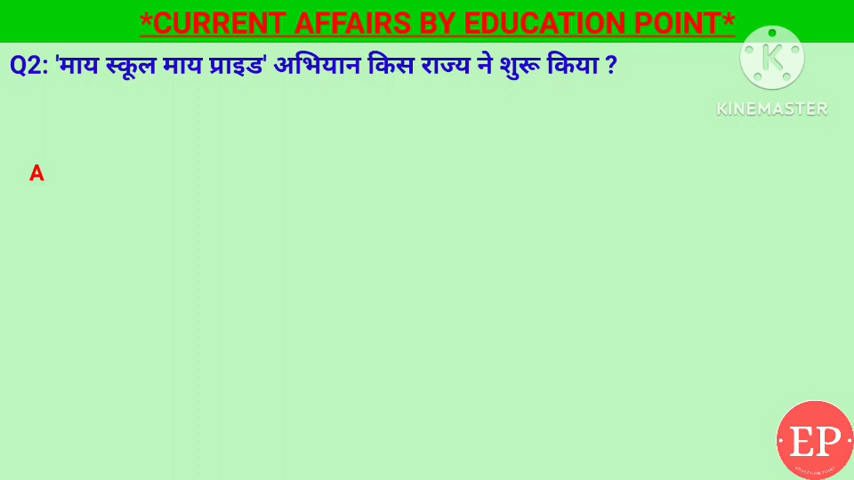 *CURRENT AFFAIRS BY EDUCATION POINT*
Q2: 'माय स्कूल माय प्राइड' अभियान किस राज्य ने शुरू किया ?
KINEMASTER
A
EP